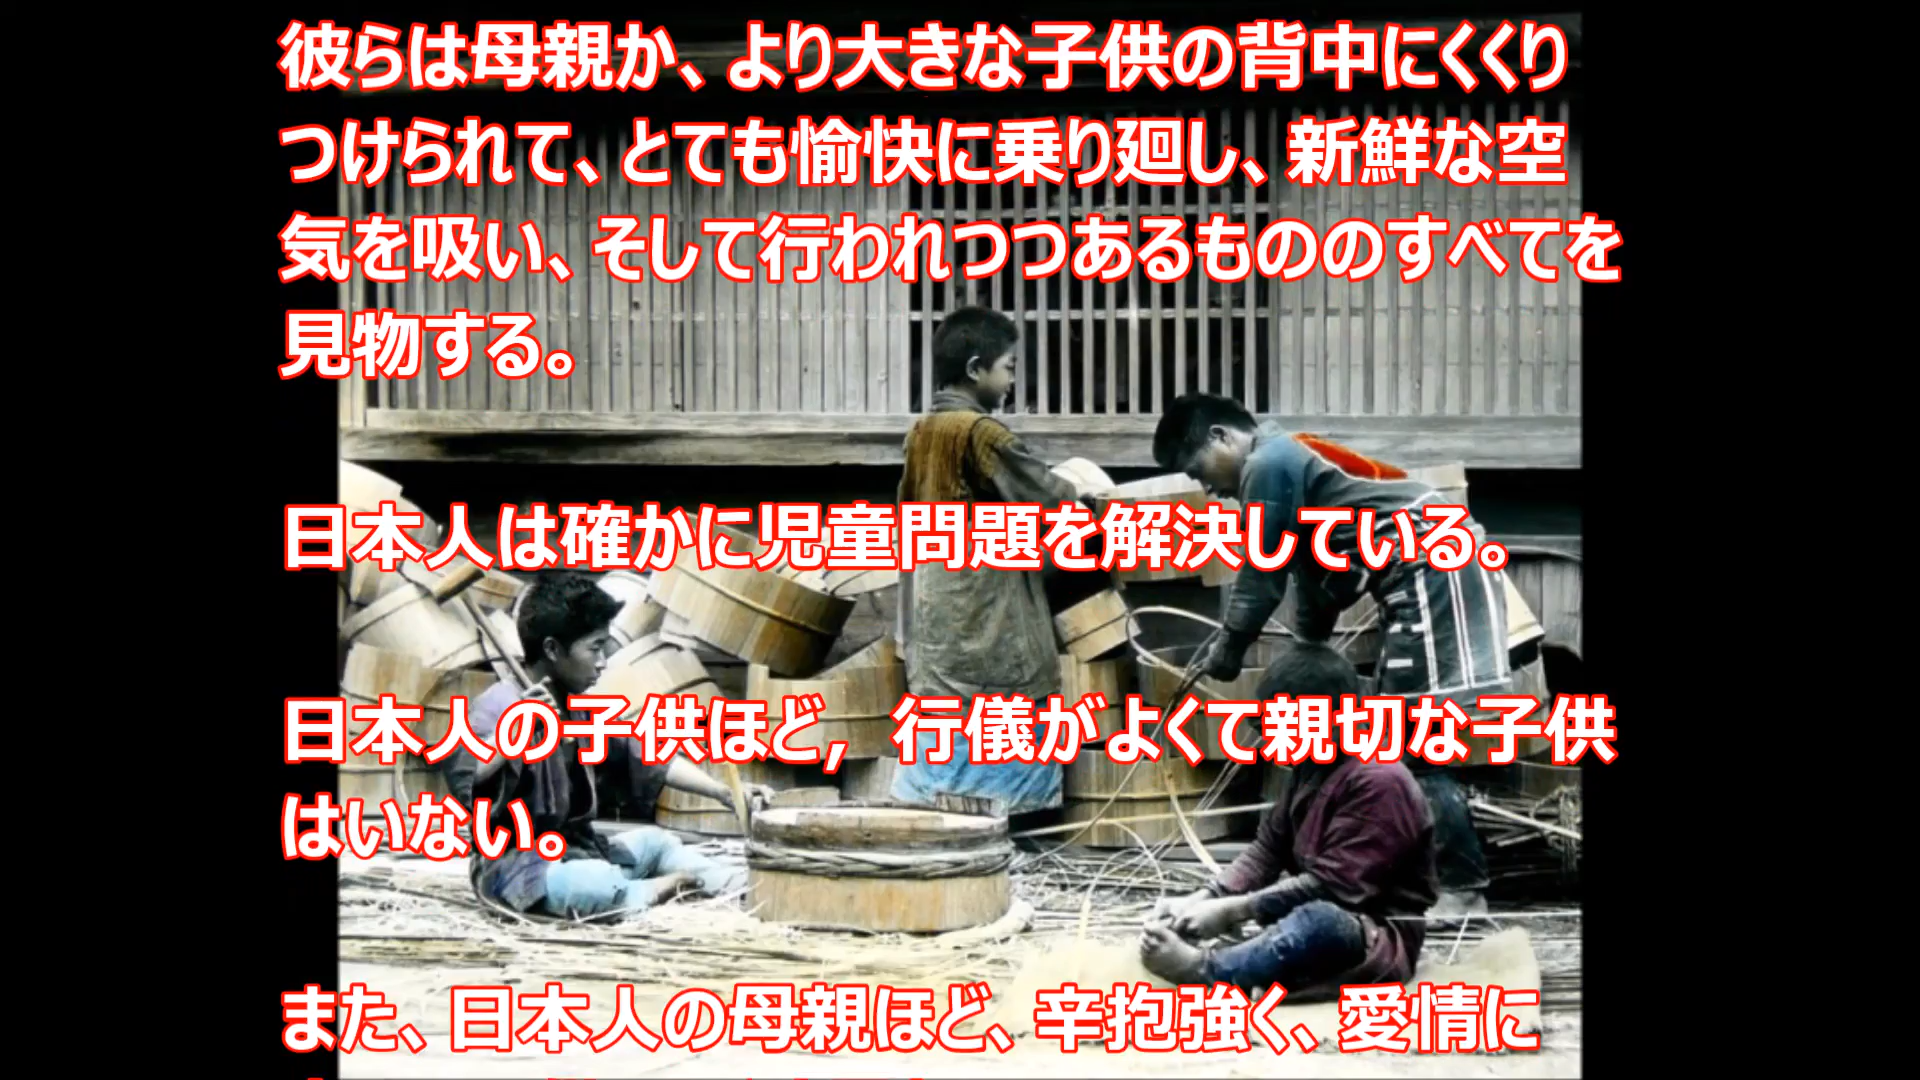 彼らは母親か、より大きな子供の背中にくくり
つけられて、とても愉快に乗り廻し、新鮮な空
気を吸い、そして行われつつあるもののすべてを
見物する。
日本人は確かに児童問題を解決している。
日本人の子供ほど,行儀がよくて親切な子供
はいない。
また、日本人の母親ほど、辛抱強く、愛情に